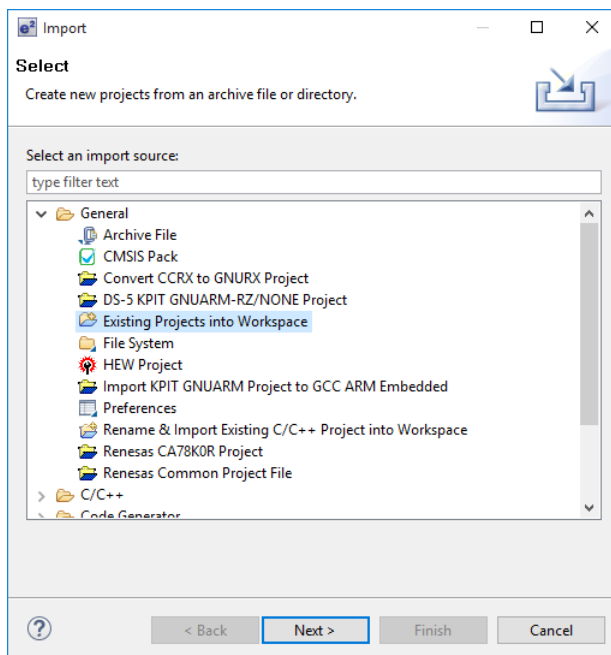 e² Import
Select
Create new projects from an archive file or directory.
Select an import source:
type filter text
General
Archive File
CMSIS Pack
Convert CCRX to GNURX Project
DS-5 KPIT GNUARM-RZ/NONE Project
Existing Projects into Workspace
File System
HEW Project
Import KPIT GNUARM Project to GCC ARM Embedded
Preferences
Rename & Import Existing C/C++ Project into Workspace
Renesas CA78K0R Project
Renesas Common Project File
C/C++
Code Generator
? < Back Next > Finish Cancel